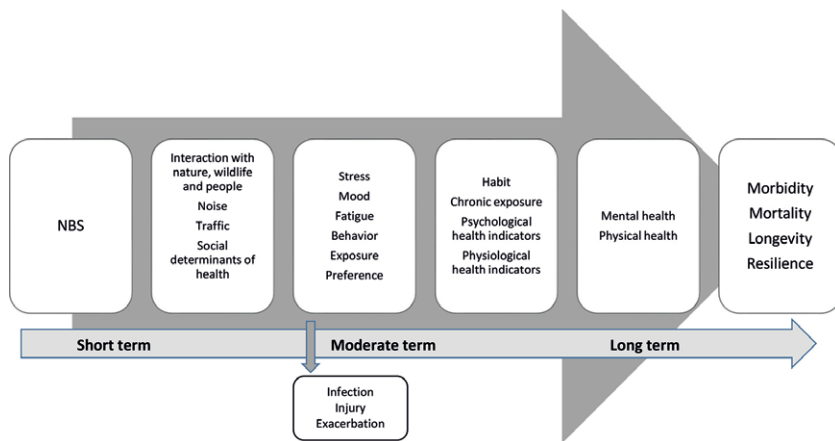 NBS
Interaction with
nature, wildlife
and people
Noise
Traffic
Social
determinants of
health
Stress
Mood
Fatigue
Behavior
Exposure
Preference
Habit
Chronic exposure
Psychological
health indicators
Physiological
health indicators
Mental health
Physical health
Morbidity
Mortality
Longevity
Resilience
Short term
Moderate term
Long term
Infection
Injury
Exacerbation